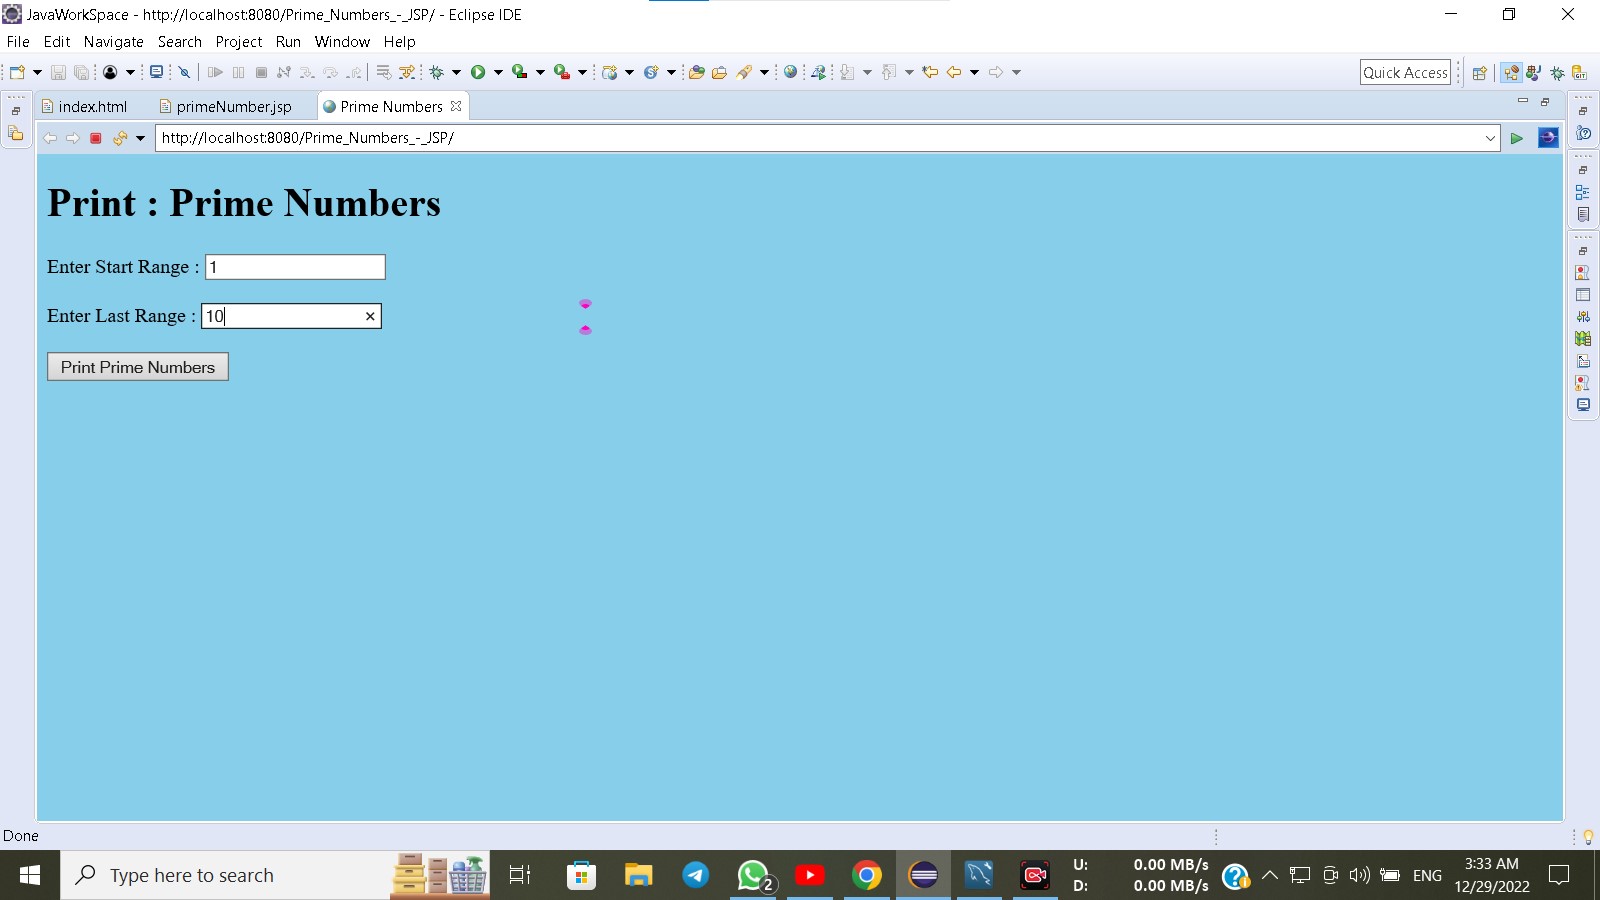 JavaWorkSpace - http://localhost:8080/Prime_Numbers_-_JSP/ - Eclipse IDE
File Edit Navigate Search Project Run Window Help
Quick Access
index.html primeNumber.jsp Prime Numbers
http://localhost:8080/Prime_Numbers_-_JSP/
Print : Prime Numbers
Enter Start Range : 1
Enter Last Range : 10
Print Prime Numbers
Done
Type here to search
2
U: 0.00 MB/s
D: 0.00 MB/s
ENG
3:33 AM
12/29/2022